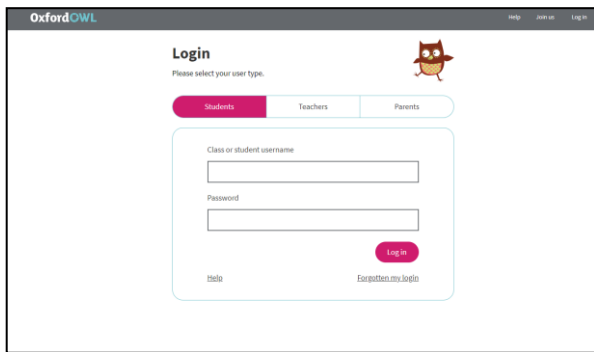 OxfordOWL Help Join us Log in
Login
Please select your user type.
Students Teachers Parents
Class or student username
Password
Log in
Help Forgotten my login